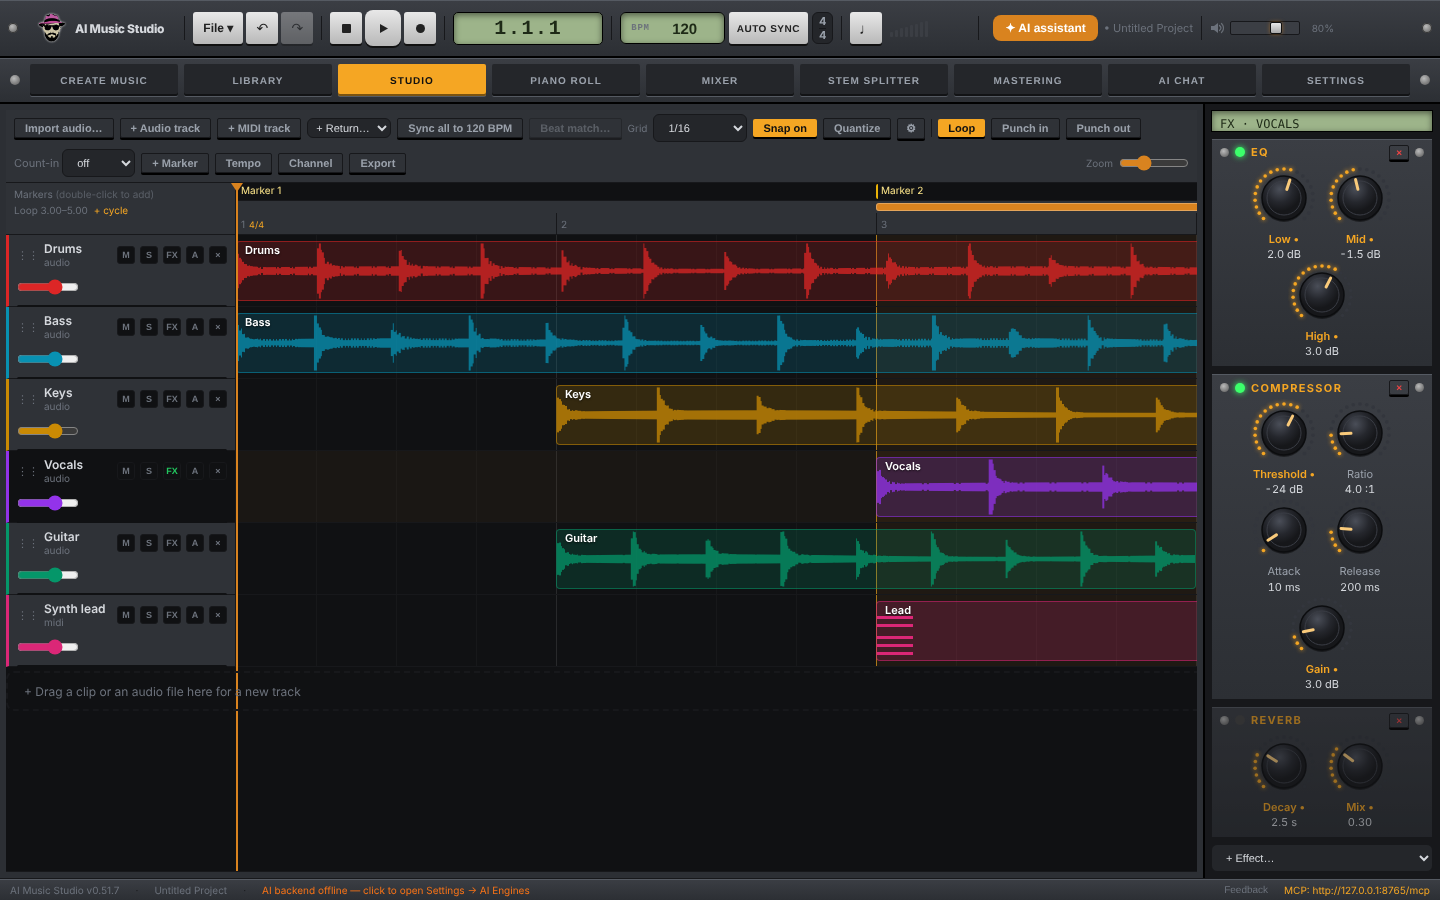 AI Music Studio
File ▾ ↶ ↷
1.1.1
BPM 120
AUTO SYNC
4
4
♩
✦ AI assistant
• Untitled Project
80%
CREATE MUSIC
LIBRARY
STUDIO
PIANO ROLL
MIXER
STEM SPLITTER
MASTERING
AI CHAT
SETTINGS
Import audio…
+ Audio track
+ MIDI track
+ Return…
Sync all to 120 BPM
Beat match…
Grid
1/16
Snap on
Quantize
⚙
Loop
Punch in
Punch out
Count-in
off
+ Marker
Tempo
Channel
Export
Zoom
Markers (double-click to add)
Loop 3.00–5.00 + cycle
Marker 1
Marker 2
1 4/4
2
3
Drums
audio
M S FX A ×
Drums
Bass
audio
M S FX A ×
Bass
Keys
audio
M S FX A ×
Keys
Vocals
audio
M S FX A ×
Vocals
Guitar
audio
M S FX A ×
Guitar
Synth lead
midi
M S FX A ×
Lead
+ Drag a clip or an audio file here for a new track
FX · VOCALS
EQ
×
Low •
2.0 dB
Mid •
-1.5 dB
High •
3.0 dB
COMPRESSOR
×
Threshold •
-24 dB
Ratio
4.0 :1
Attack
10 ms
Release
200 ms
Gain •
3.0 dB
REVERB
×
Decay •
2.5 s
Mix •
0.30
+ Effect…
AI Music Studio v0.51.7 · Untitled Project · AI backend offline — click to open Settings → AI Engines
Feedback
MCP: http://127.0.0.1:8765/mcp